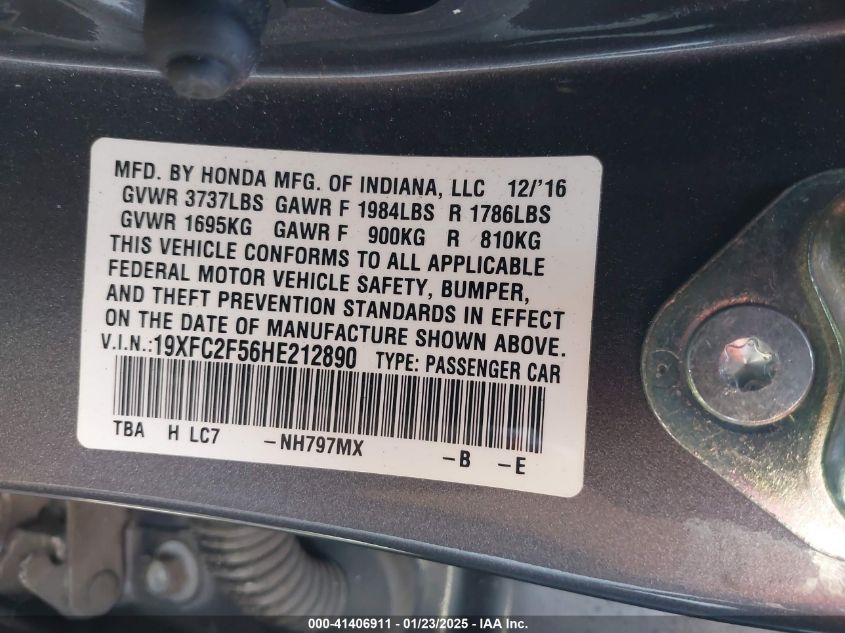 MFD. BY HONDA MFG. OF INDIANA, LLC 12/'16
GVWR 3737LBS GAWR F 1984LBS R 1786LBS
GVWR 1695KG GAWR F 900KG R 810KG
THIS VEHICLE CONFORMS TO ALL APPLICABLE
FEDERAL MOTOR VEHICLE SAFETY, BUMPER,
AND THEFT PREVENTION STANDARDS IN EFFECT
ON THE DATE OF MANUFACTURE SHOWN ABOVE.
V.I.N.:19XFC2F56HE212890 TYPE: PASSENGER CAR
TBA H LC7 -NH797MX -B -E
000-41406911 - 01/23/2025 - IAA Inc.